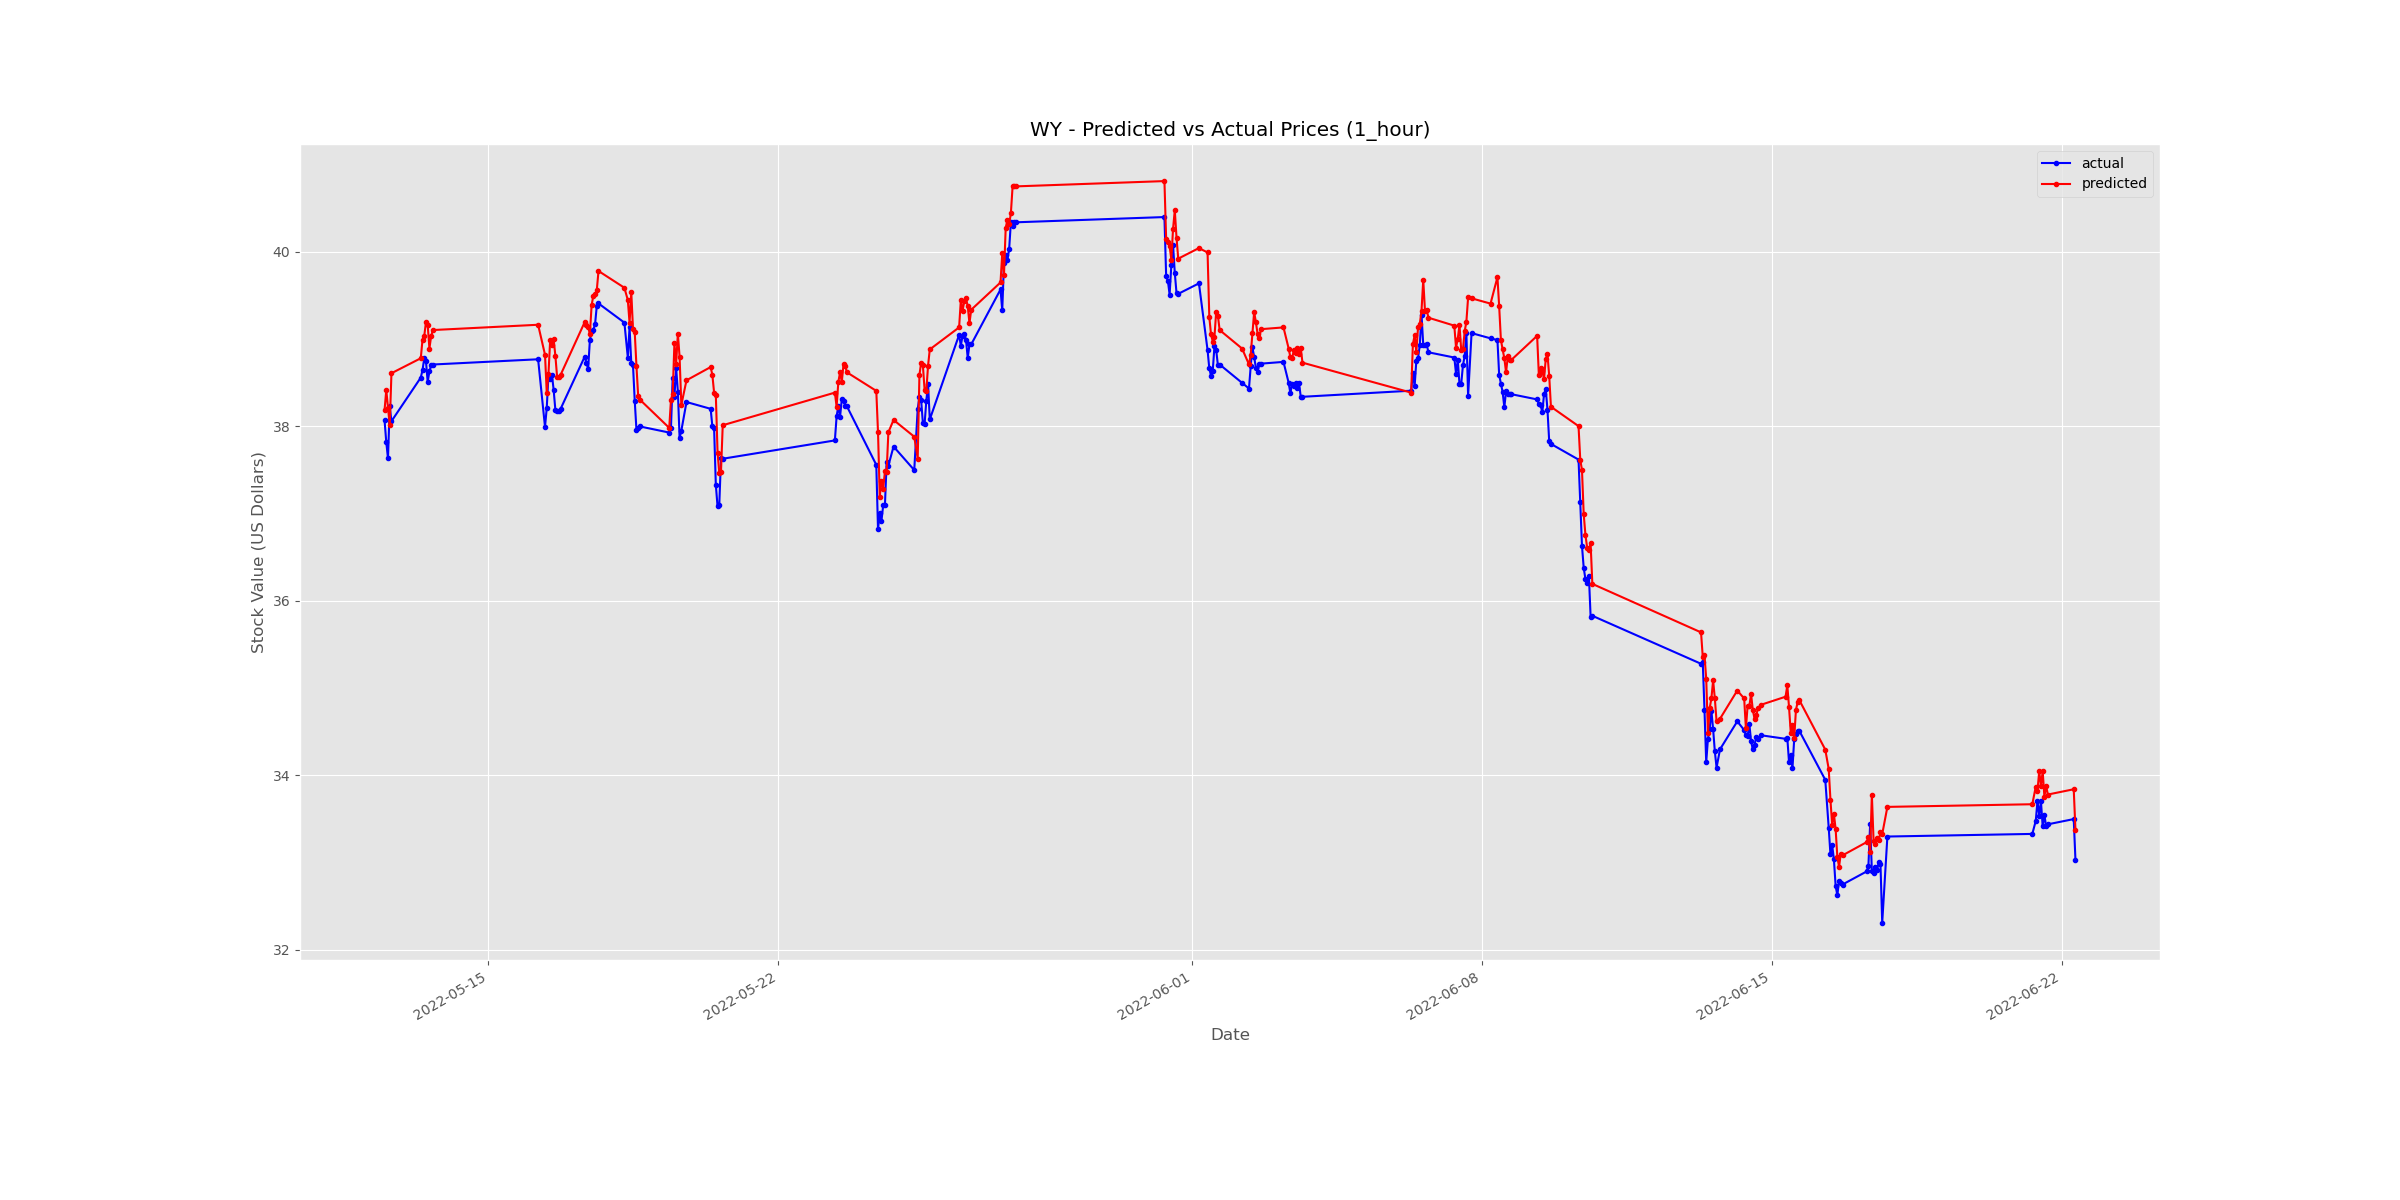 WY - Predicted vs Actual Prices (1_hour)
actual
predicted
40
38
36
34
32
Stock Value (US Dollars)
2022-05-15
2022-05-22
2022-06-01
2022-06-08
2022-06-15
2022-06-22
Date